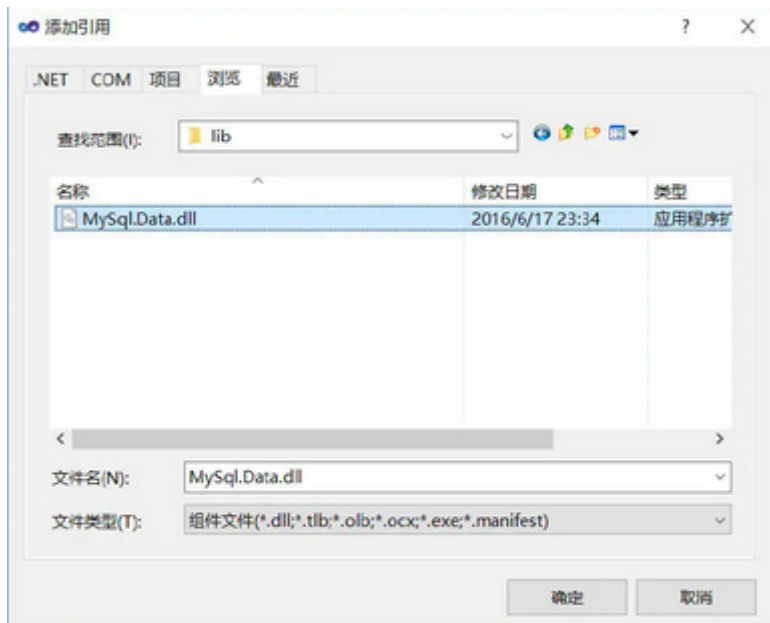 添加引用
.NET COM 项目 浏览 最近
查找范围(I): lib
名称 修改日期 类型
MySql.Data.dll 2016/6/17 23:34 应用程序扩
文件名(N): MySql.Data.dll
文件类型(T): 组件文件(*.dll;*.tlb;*.olb;*.ocx;*.exe;*.manifest)
确定 取消